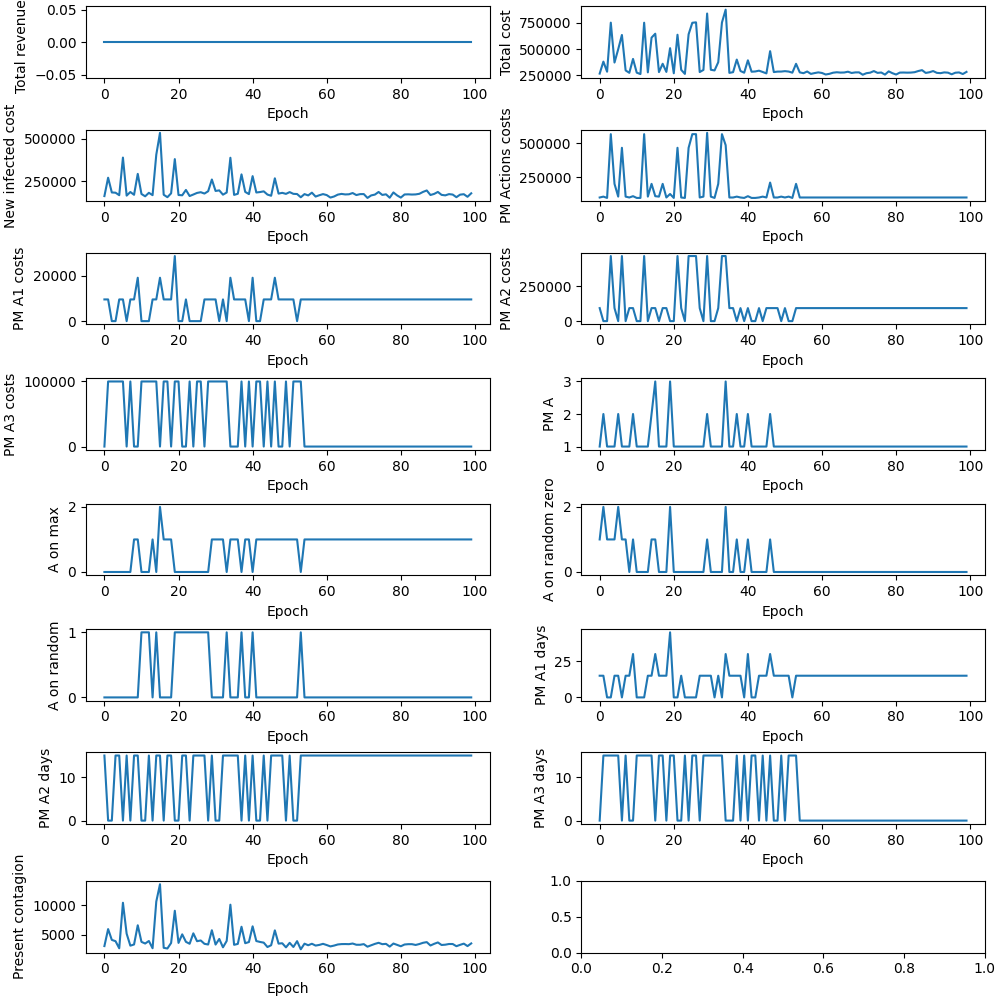 Total revenue
0.05
0.00
−0.05
0 20 40 60 80 100
Epoch
Total cost
750000
500000
250000
0 20 40 60 80 100
Epoch
New infected cost
500000
250000
0 20 40 60 80 100
Epoch
PM Actions costs
500000
250000
0 20 40 60 80 100
Epoch
PM A1 costs
20000
0
0 20 40 60 80 100
Epoch
PM A2 costs
250000
0
0 20 40 60 80 100
Epoch
PM A3 costs
100000
0
0 20 40 60 80 100
Epoch
PM A
3
2
1
0 20 40 60 80 100
Epoch
A on max
2
0
0 20 40 60 80 100
Epoch
A on random zero
2
0
0 20 40 60 80 100
Epoch
A on random
1
0
0 20 40 60 80 100
Epoch
PM A1 days
25
0
0 20 40 60 80 100
Epoch
PM A2 days
10
0
0 20 40 60 80 100
Epoch
PM A3 days
10
0
0 20 40 60 80 100
Epoch
Present contagion
10000
5000
0 20 40 60 80 100
Epoch
1.0
0.5
0.0
0.0 0.2 0.4 0.6 0.8 1.0